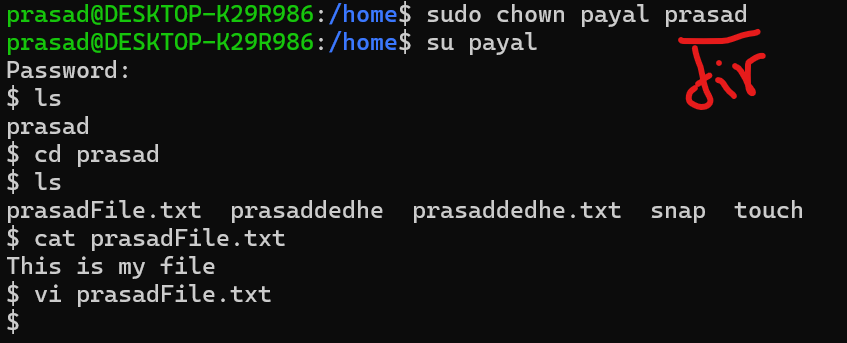 prasad@DESKTOP-K29R986:/home$ sudo chown payal prasad
prasad@DESKTOP-K29R986:/home$ su payal
dir
Password:
$ ls
prasad
$ cd prasad
$ ls
prasadFile.txt  prasaddedhe  prasaddedhe.txt  snap  touch
$ cat prasadFile.txt
This is my file
$ vi prasadFile.txt
$